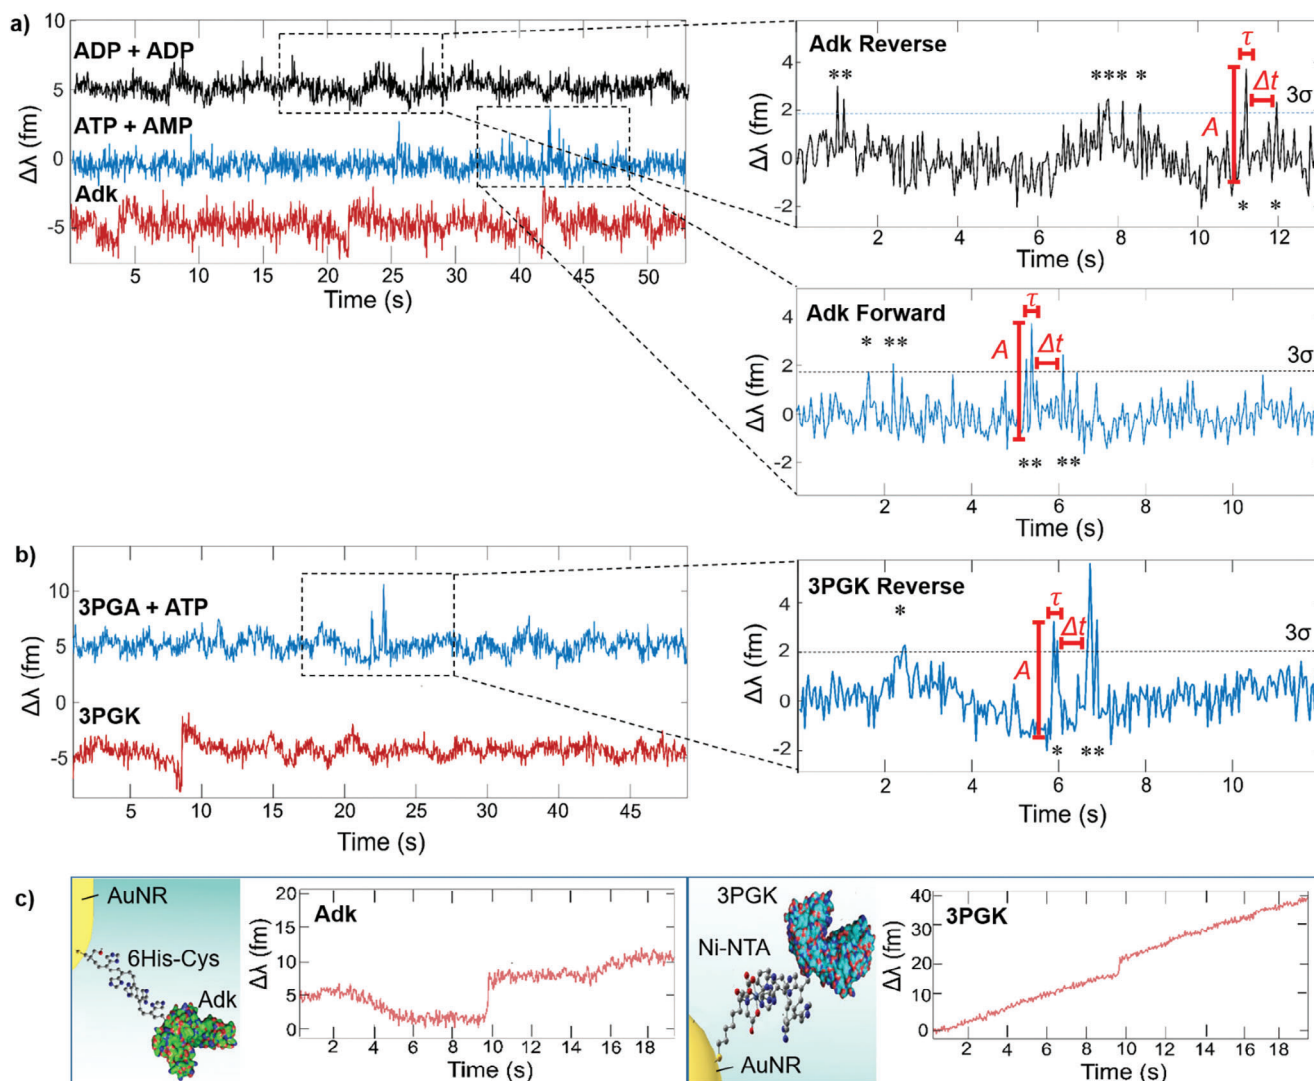 a)
10
5
0
-5
Δλ (fm)
ADP + ADP
ATP + AMP
Adk
5 10 15 20 25 30 35 40 45 50
Time (s)
Adk Reverse
4
2
0
-2
Δλ (fm)
** *** * τ
Δt
A
3σ
* *
2 4 6 8 10 12
Time (s)
Adk Forward
4
2
0
-2
Δλ (fm)
* ** τ
Δt
A
3σ
** **
2 4 6 8 10
Time (s)
b)
10
5
0
-5
Δλ (fm)
3PGA + ATP
3PGK
5 10 15 20 25 30 35 40 45
Time (s)
3PGK Reverse
4
2
0
-2
Δλ (fm)
* τ
Δt
A
3σ
* **
2 4 6 8 10
Time (s)
c)
AuNR
6His-Cys
Adk
20
15
10
5
0
Δλ (fm)
Adk
2 4 6 8 10 12 14 16 18
Time (s)
3PGK
Ni-NTA
AuNR
40
30
20
10
0
Δλ (fm)
3PGK
2 4 6 8 10 12 14 16 18
Time (s)